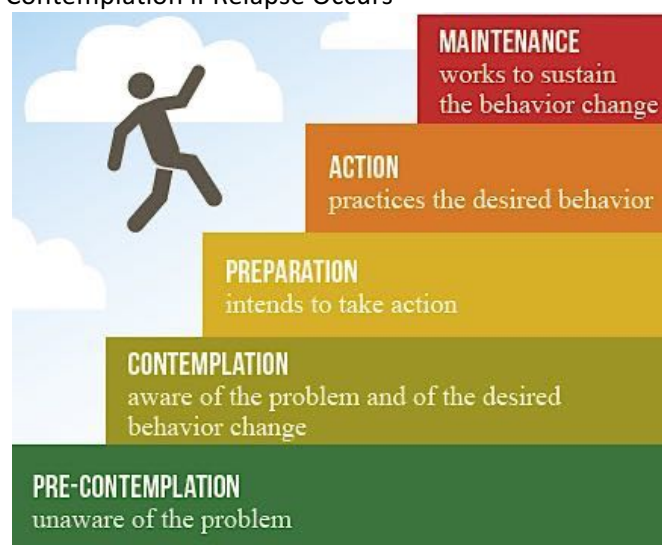 Contemplation if Relapse Occurs
MAINTENANCE
works to sustain
the behavior change
ACTION
practices the desired behavior
PREPARATION
intends to take action
CONTEMPLATION
aware of the problem and of the desired
behavior change
PRE-CONTEMPLATION
unaware of the problem